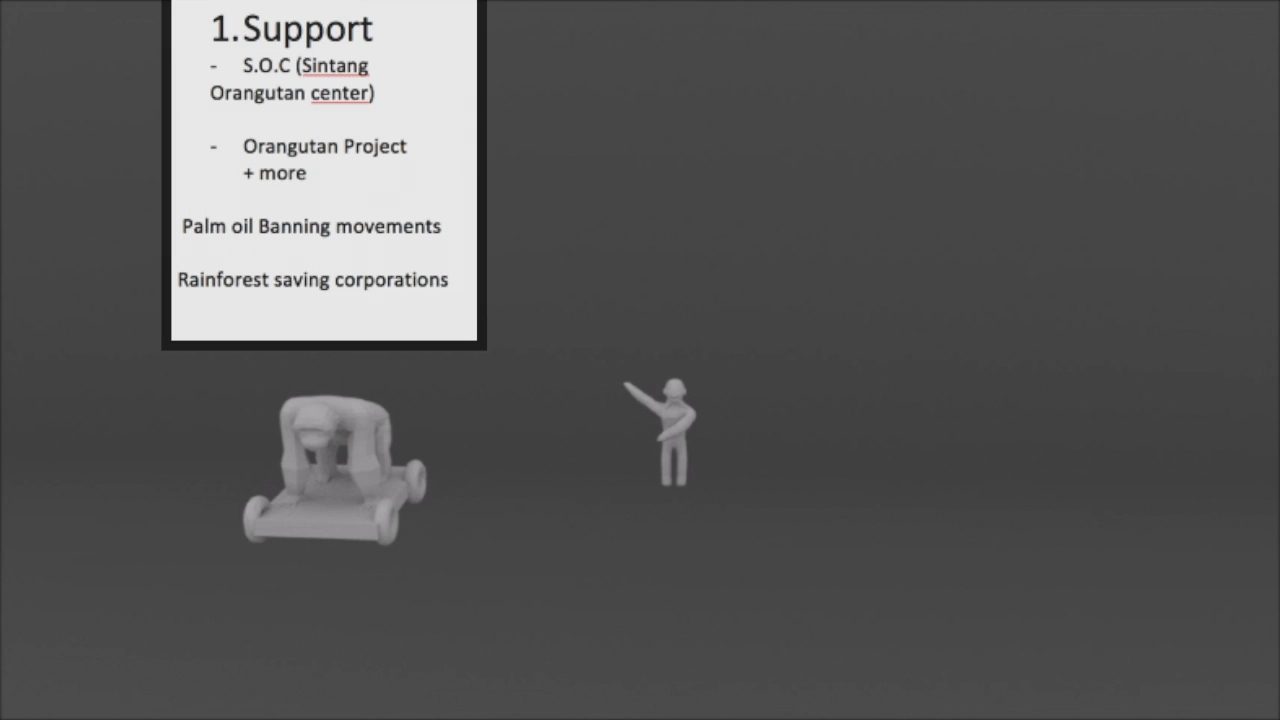 1.Support
- S.O.C (Sintang
Orangutan center)
- Orangutan Project
+ more
Palm oil Banning movements
Rainforest saving corporations